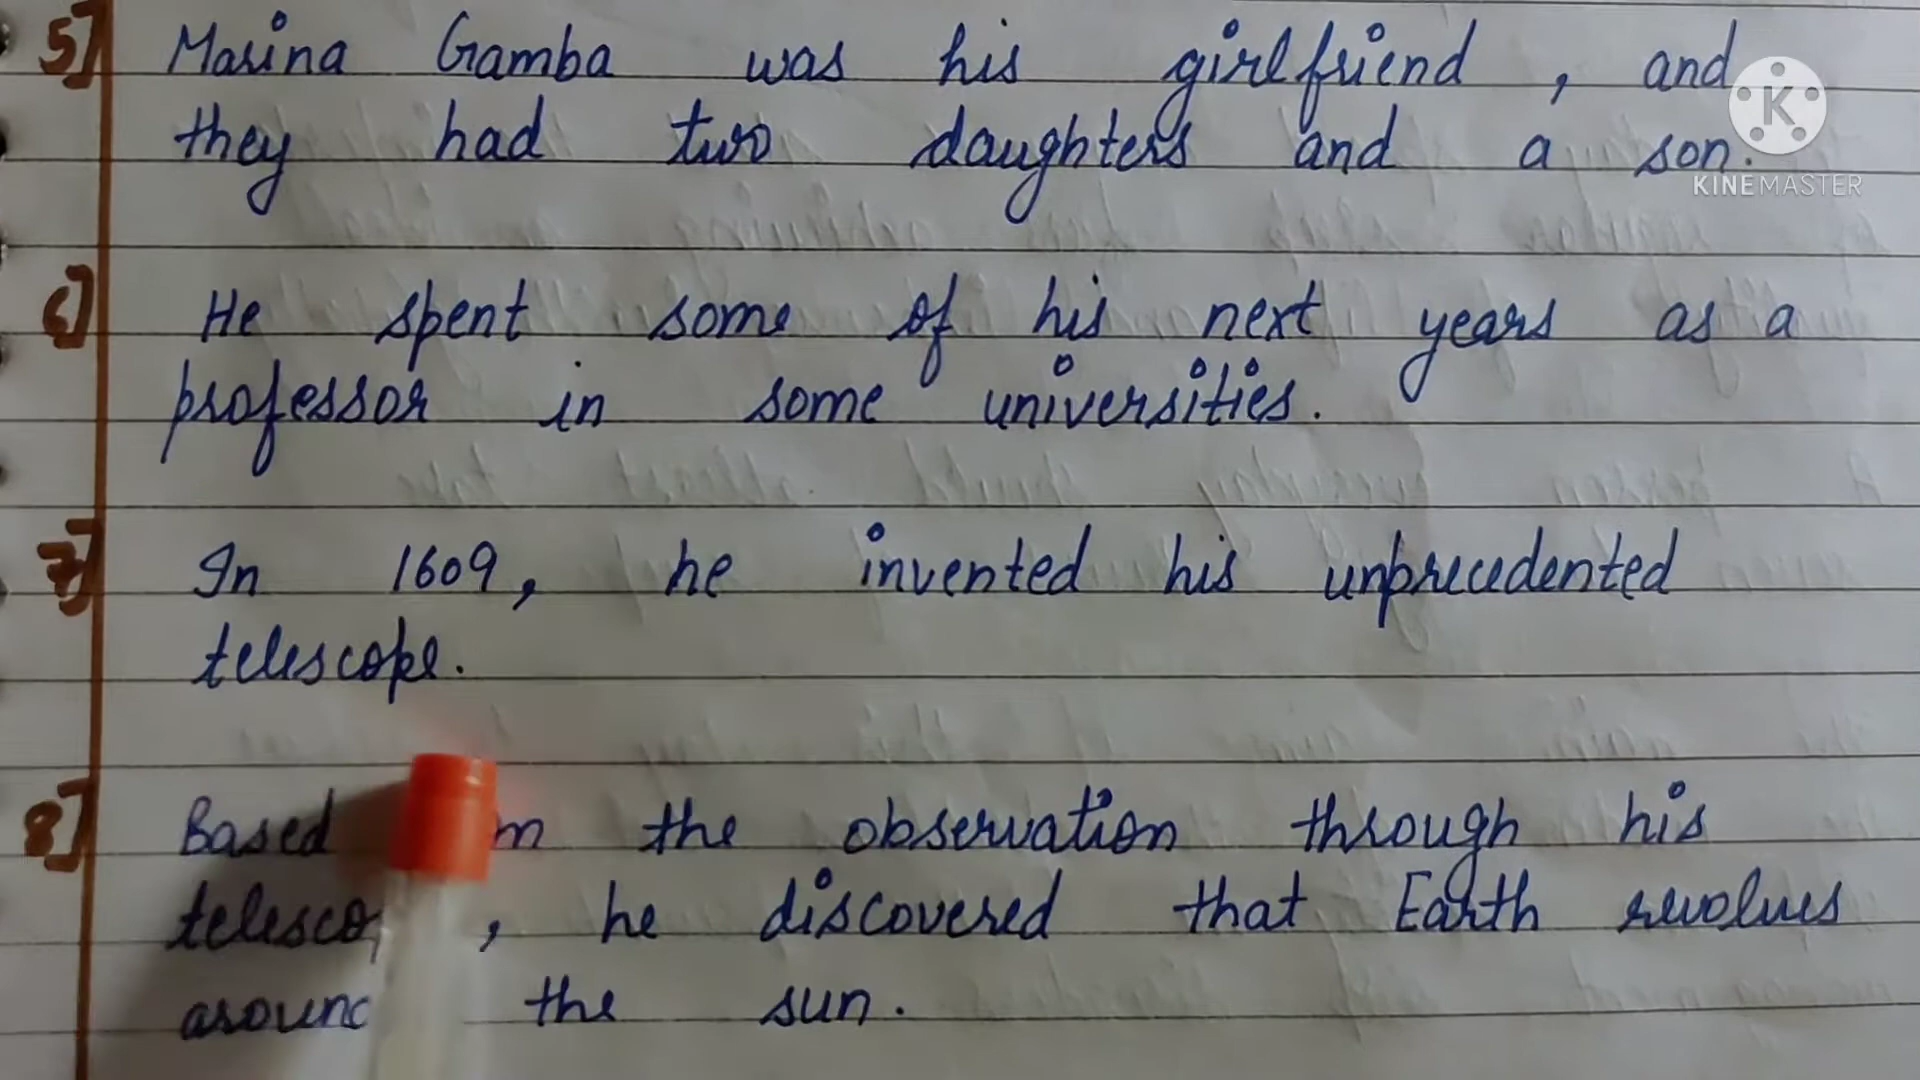 5] Marina Gamba was his girlfriend , and
they had two daughters and a son.
KINEMASTER
6] He spent some of his next years as a
professor in some universities.
7] In 1609, he invented his unprecedented
telescope.
8] Based the observation through his
, he discovered that Earth revolves
the sun.